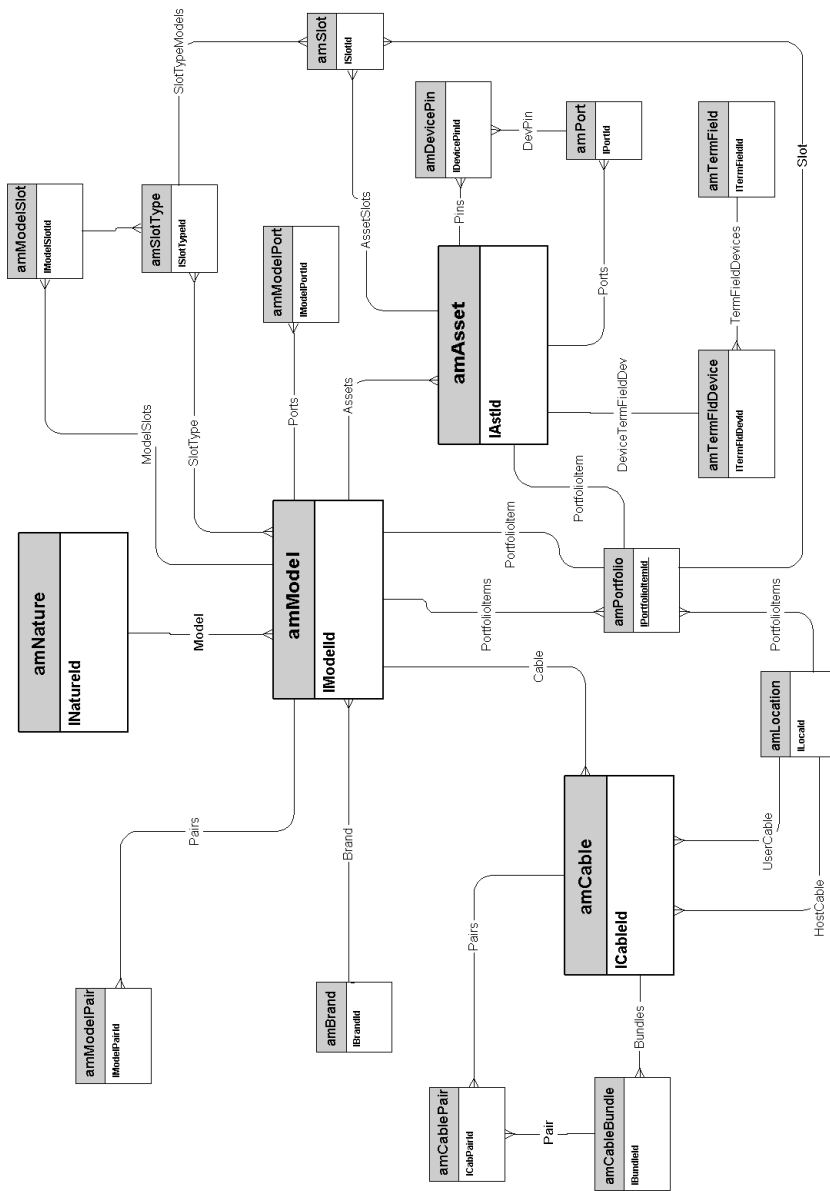 amModelSlot
lModelSlotId
amNature
lNatureId
amModelPair
lModelPairId
ModelSlots
amSlotType
lSlotTypeId
SlotTypeModels
Pairs
Model
SlotType
amModelPort
lModelPortId
Ports
amModel
lModelId
amSlot
lSlotId
amBrand
lBrandId
Brand
Assets
AssetSlots
amDevicePin
lDevicePinId
Pins
amAsset
lAstId
amCablePair
lCabPairId
Pairs
DevPin
PortfolioItem
PortfolioItems
Cable
Pair
amPort
lPortId
Ports
PortfolioItem
amCable
lCableId
amCableBundle
lBundleId
Bundles
amPortfolio
lPortfolioItemId
DeviceTermFieldDev
amTermField
lTermFieldId
amTermFldDevice
lTermFldDevId
TermFieldDevices
UserCable
amLocation
lLocaId
PortfolioItems
Slot
HostCable